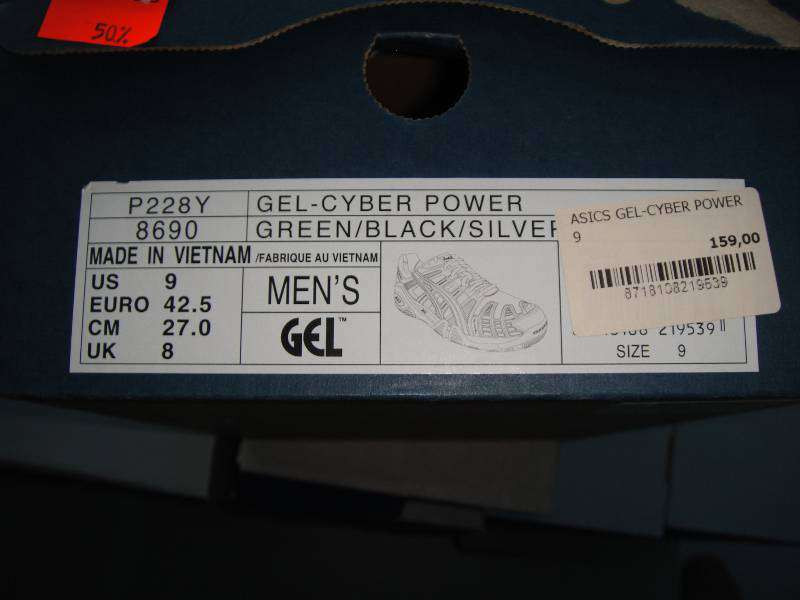 50%
P228Y
GEL-CYBER POWER
8690
GREEN/BLACK/SILVER
MADE IN VIETNAM /FABRIQUE AU VIETNAM
US 9
EURO 42.5
CM 27.0
UK 8
MEN'S
GEL™
ASICS GEL-CYBER POWER
9
159,00
8718108219539
219539
SIZE 9